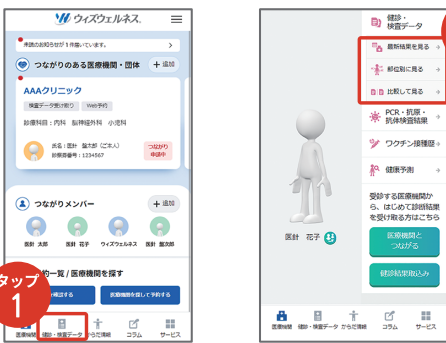 ウィズウェルネス
未読のお知らせが1件届いています。
つながりのある医療機関・団体
＋追加
AAAクリニック
検査データ受け取り
Web予約
診療科目：内科 脳神経外科 小児科
氏名：医針 盤太郎（ご本人）
診察券番号：1234567
つながり
申請中
つながりメンバー
＋追加
医針 太郎
医針 花子
ウィズウェルネス
医針 盤次郎
約一覧 / 医療機関を探す
タップ
1
確認する
医療機関を探して予約する
医療機関
健診・検査データ
からだ情報
コラム
サービス
健診・
検査データ
最新結果を見る
部位別に見る
比較して見る
PCR・抗原・
抗体検査結果
ワクチン接種歴
健康予測
受診する医療機関か
ら、はじめて診断結果
を受け取る方はこちら
医療機関と
つながる
健診結果取込み
医針 花子
医療機関
健診・検査データ
からだ情報
コラム
サービス